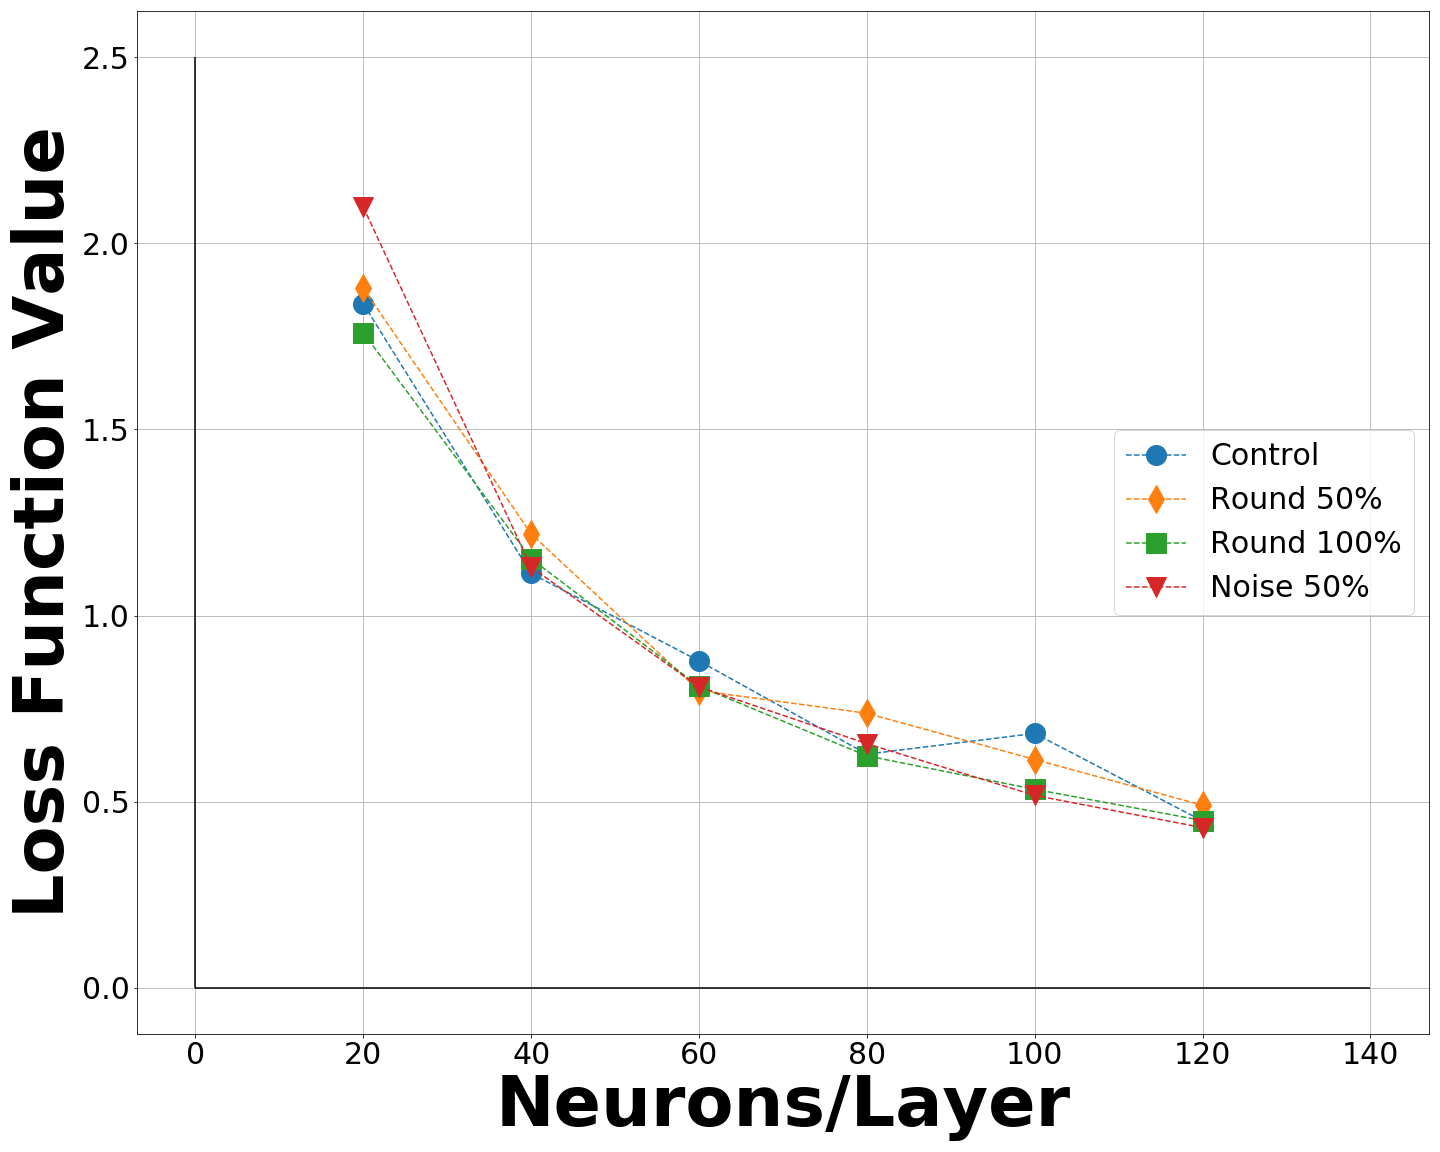 Loss Function Value
2.5
2.0
1.5
1.0
0.5
0.0
Control
Round 50%
Round 100%
Noise 50%
0 20 40 60 80 100 120 140
Neurons/Layer